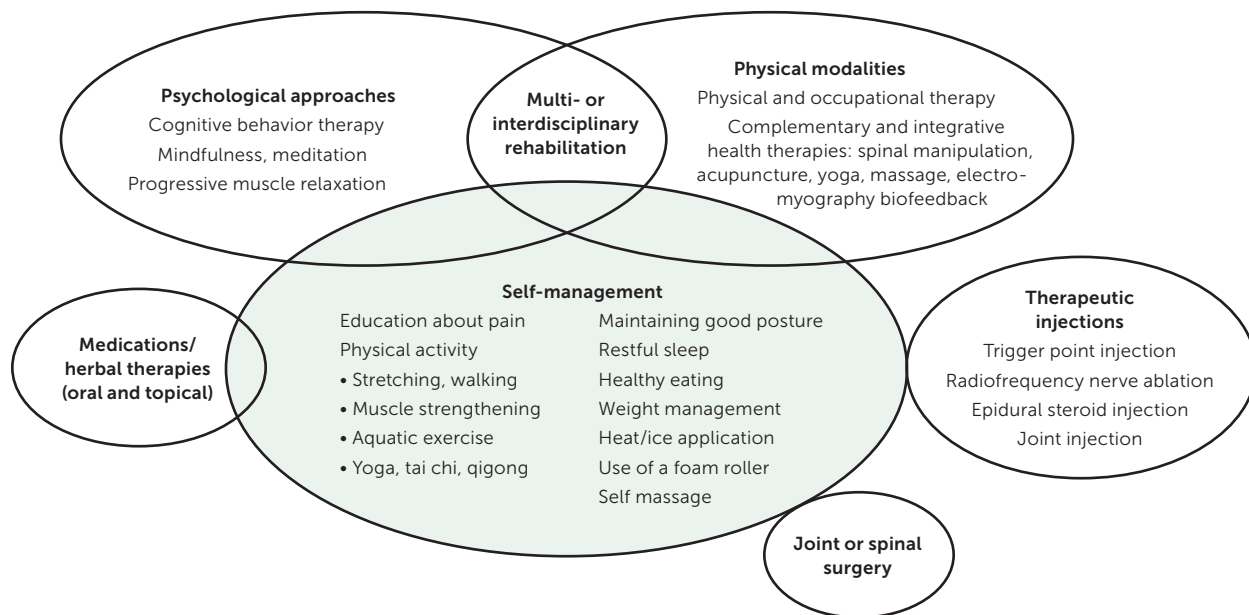 Psychological approaches
Cognitive behavior therapy
Mindfulness, meditation
Progressive muscle relaxation
Multi- or
interdisciplinary
rehabilitation
Physical modalities
Physical and occupational therapy
Complementary and integrative
health therapies: spinal manipulation,
acupuncture, yoga, massage, electro-
myography biofeedback
Medications/
herbal therapies
(oral and topical)
Self-management
Education about pain
Physical activity
• Stretching, walking
• Muscle strengthening
• Aquatic exercise
• Yoga, tai chi, qigong
Maintaining good posture
Restful sleep
Healthy eating
Weight management
Heat/ice application
Use of a foam roller
Self massage
Therapeutic
injections
Trigger point injection
Radiofrequency nerve ablation
Epidural steroid injection
Joint injection
Joint or spinal
surgery